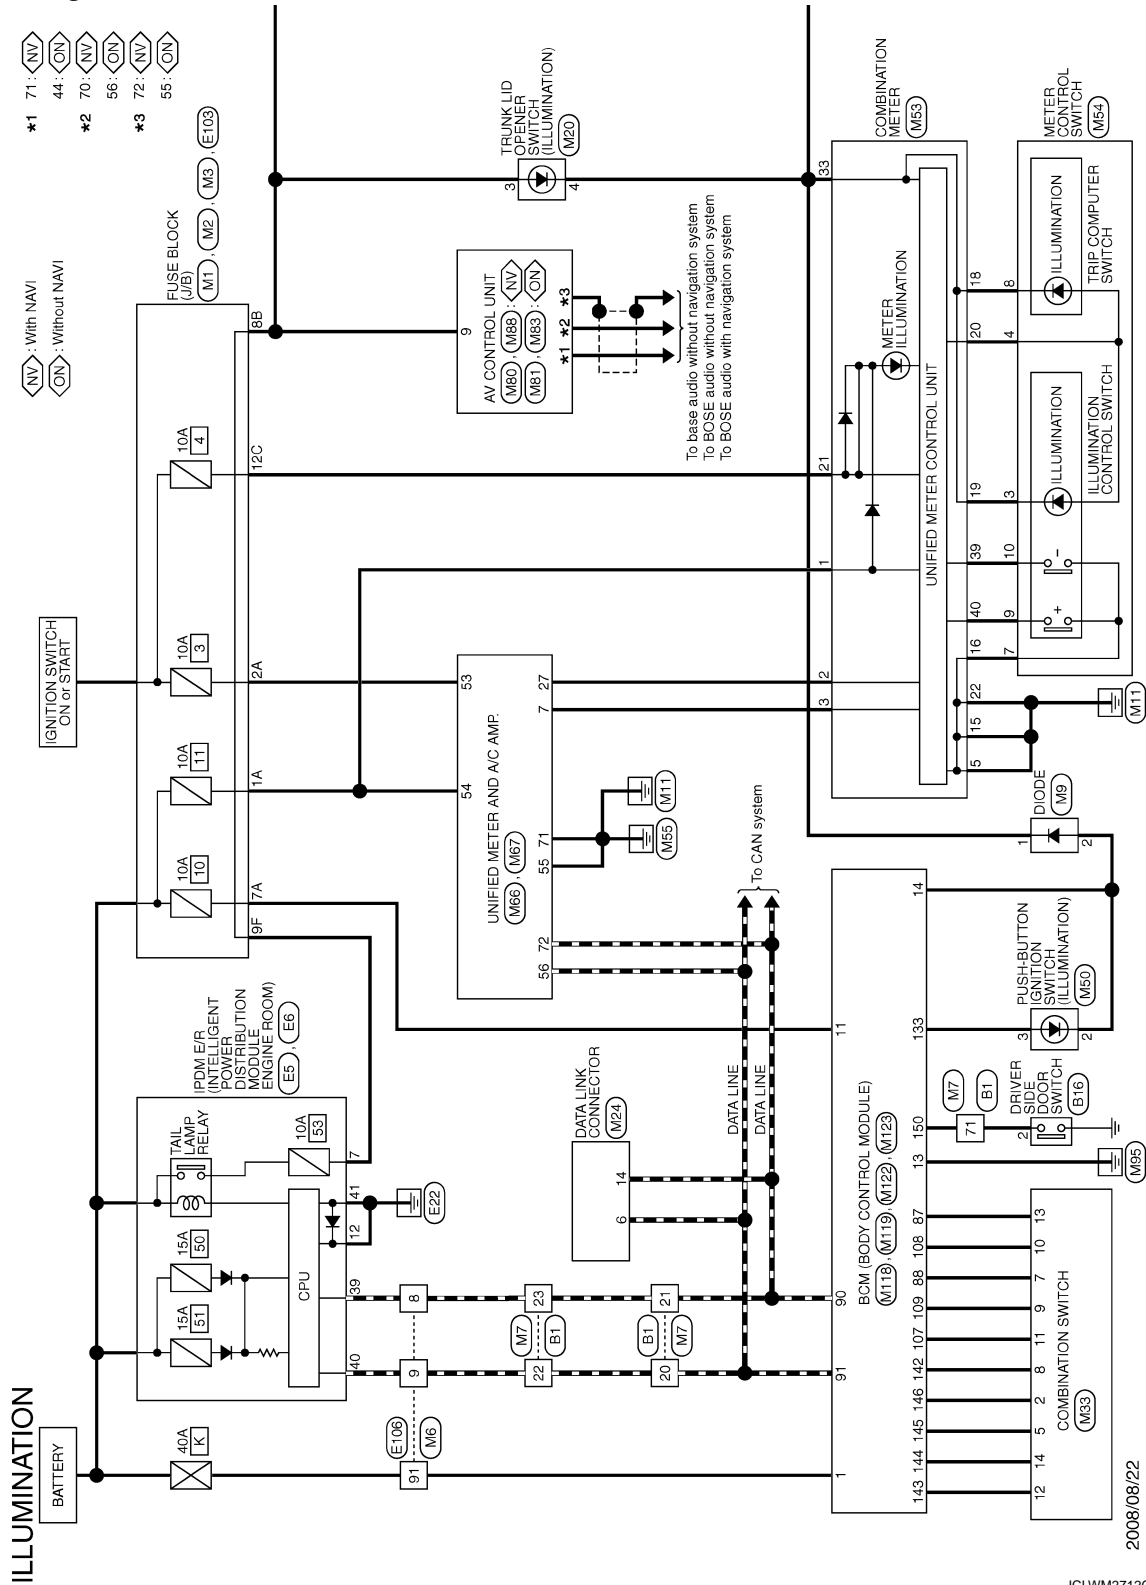 ILLUMINATION
BATTERY
IGNITION SWITCH
ON or START
NV : With NAVI
ON : Without NAVI
*1 71 : NV
44 : ON
*2 70 : NV
56 : ON
*3 72 : NV
55 : ON
40A
K
15A
51
15A
50
TAIL
LAMP
RELAY
10A
53
CPU
IPDM E/R
(INTELLIGENT
POWER
DISTRIBUTION
MODULE
ENGINE ROOM)
E5 , E6
40
39
12
41
7
E22
10A
10
10A
11
10A
3
10A
4
FUSE BLOCK
(J/B)
M1 , M2 , M3 , E103
9F
7A
1A
2A
12C
8B
91
E106
M6
9
8
22
M7
B1
23
20
B1
M7
21
DATA LINK
CONNECTOR
M24
6
14
DATA LINE
DATA LINE
To CAN system
54
53
UNIFIED METER AND A/C AMP.
M66 , M67
56
72
55
71
7
27
M55
M11
9
AV CONTROL UNIT
M80 , M88 : NV
M81 , M83 : ON
*1
*2
*3
To base audio without navigation system
To BOSE audio without navigation system
To BOSE audio with navigation system
TRUNK LID
OPENER
SWITCH
(ILLUMINATION)
M20
3
4
1
91
90
11
BCM (BODY CONTROL MODULE)
M118 , M119 , M122 , M123
143
144
145
146
142
107
109
88
108
87
13
150
133
14
12
14
5
2
8
11
9
7
10
13
COMBINATION SWITCH
M33
M95
M7
B1
71
2
DRIVER
SIDE
DOOR
SWITCH
B16
3
2
PUSH-BUTTON
IGNITION
SWITCH
(ILLUMINATION)
M50
1
2
DIODE
M9
3
2
1
21
33
COMBINATION
METER
M53
METER
ILLUMINATION
UNIFIED METER CONTROL UNIT
5
15
22
16
40
39
19
20
18
M11
7
9
10
3
4
8
+
-
ILLUMINATION
ILLUMINATION
CONTROL SWITCH
ILLUMINATION
TRIP COMPUTER
SWITCH
METER
CONTROL
SWITCH
M54
2008/08/22